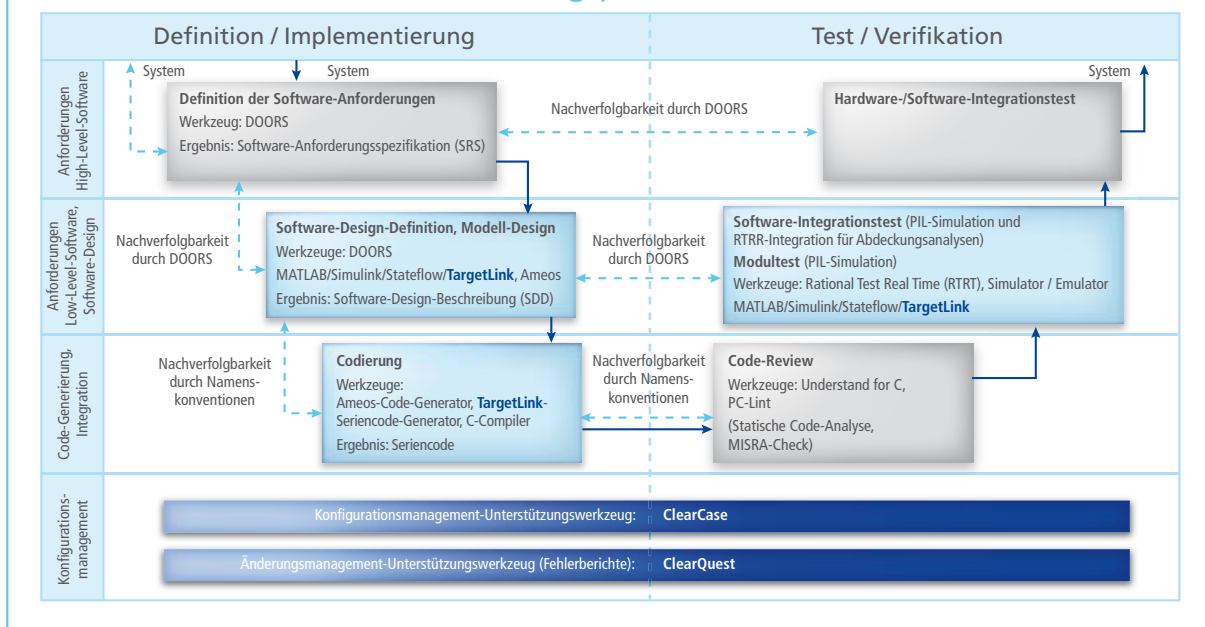 Definition / Implementierung
Test / Verifikation
Anforderungen
High-Level-Software
System
System
System
Definition der Software-Anforderungen
Werkzeug: DOORS
Ergebnis: Software-Anforderungsspezifikation (SRS)
Nachverfolgbarkeit durch DOORS
Hardware-/Software-Integrationstest
Anforderungen
Low-Level-Software,
Software-Design
Nachverfolgbarkeit
durch DOORS
Software-Design-Definition, Modell-Design
Werkzeuge: DOORS
MATLAB/Simulink/Stateflow/TargetLink, Ameos
Ergebnis: Software-Design-Beschreibung (SDD)
Nachverfolgbarkeit
durch DOORS
Software-Integrationstest (PIL-Simulation und
RTRR-Integration für Abdeckungsanalysen)
Modultest (PIL-Simulation)
Werkzeuge: Rational Test Real Time (RTRT), Simulator / Emulator
MATLAB/Simulink/Stateflow/TargetLink
Code-Generierung,
Integration
Nachverfolgbarkeit
durch Namens-
konventionen
Codierung
Werkzeuge:
Ameos-Code-Generator, TargetLink-
Seriencode-Generator, C-Compiler
Ergebnis: Seriencode
Nachverfolgbarkeit
durch Namens-
konventionen
Code-Review
Werkzeuge: Understand for C,
PC-Lint
(Statische Code-Analyse,
MISRA-Check)
Konfigurations-
management
Konfigurationsmanagement-Unterstützungswerkzeug: ClearCase
Änderungsmanagement-Unterstützungswerkzeug (Fehlerberichte): ClearQuest